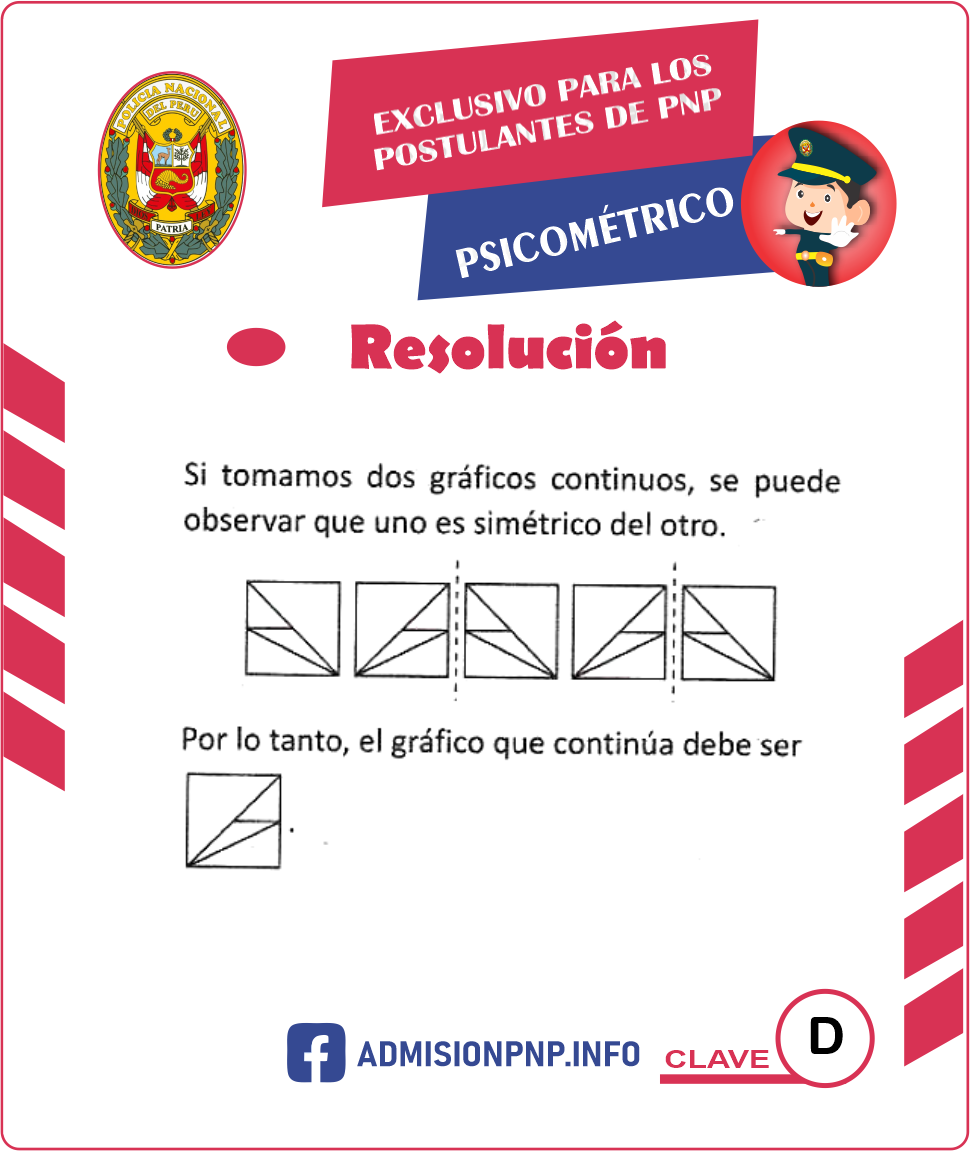 POLICIA NACIONAL
DEL PERU
DIOS
LEY
PATRIA
EXCLUSIVO PARA LOS
POSTULANTES DE PNP
PSICOMÉTRICO
Resolución
Si tomamos dos gráficos continuos, se puede
observar que uno es simétrico del otro.
Por lo tanto, el gráfico que continúa debe ser
.
f ADMISIONPNP.INFO
CLAVE D